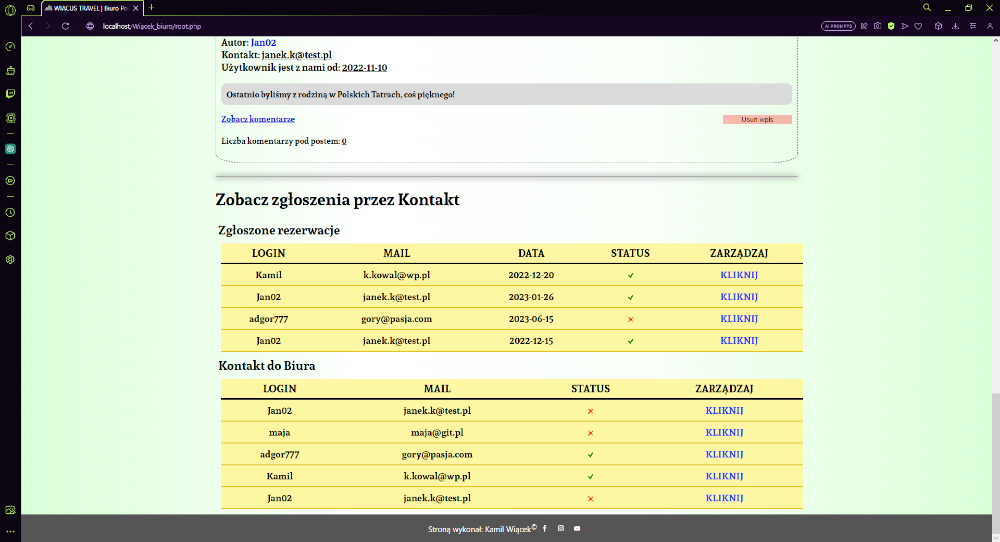 WIACUS TRAVEL | Biuro Po
localhost/Wiącek_biuro/root.php
AI PROMPTS
Autor: Jan02
Kontakt: janek.k@test.pl
Użytkownik jest z nami od: 2022-11-10
Ostatnio byliśmy z rodziną w Polskich Tatrach, coś pięknego!
Zobacz komentarze
Usuń wpis
Liczba komentarzy pod postem: 0
Zobacz zgłoszenia przez Kontakt
Zgłoszone rezerwacje
LOGIN MAIL DATA STATUS ZARZĄDZAJ
Kamil k.kowal@wp.pl 2022-12-20 ✓ KLIKNIJ
Jan02 janek.k@test.pl 2023-01-26 ✓ KLIKNIJ
adgor777 gory@pasja.com 2023-06-15 × KLIKNIJ
Jan02 janek.k@test.pl 2022-12-15 ✓ KLIKNIJ
Kontakt do Biura
LOGIN MAIL STATUS ZARZĄDZAJ
Jan02 janek.k@test.pl × KLIKNIJ
maja maja@git.pl × KLIKNIJ
adgor777 gory@pasja.com ✓ KLIKNIJ
Kamil k.kowal@wp.pl ✓ KLIKNIJ
Jan02 janek.k@test.pl × KLIKNIJ
Stroną wykonał: Kamil Wiącek©